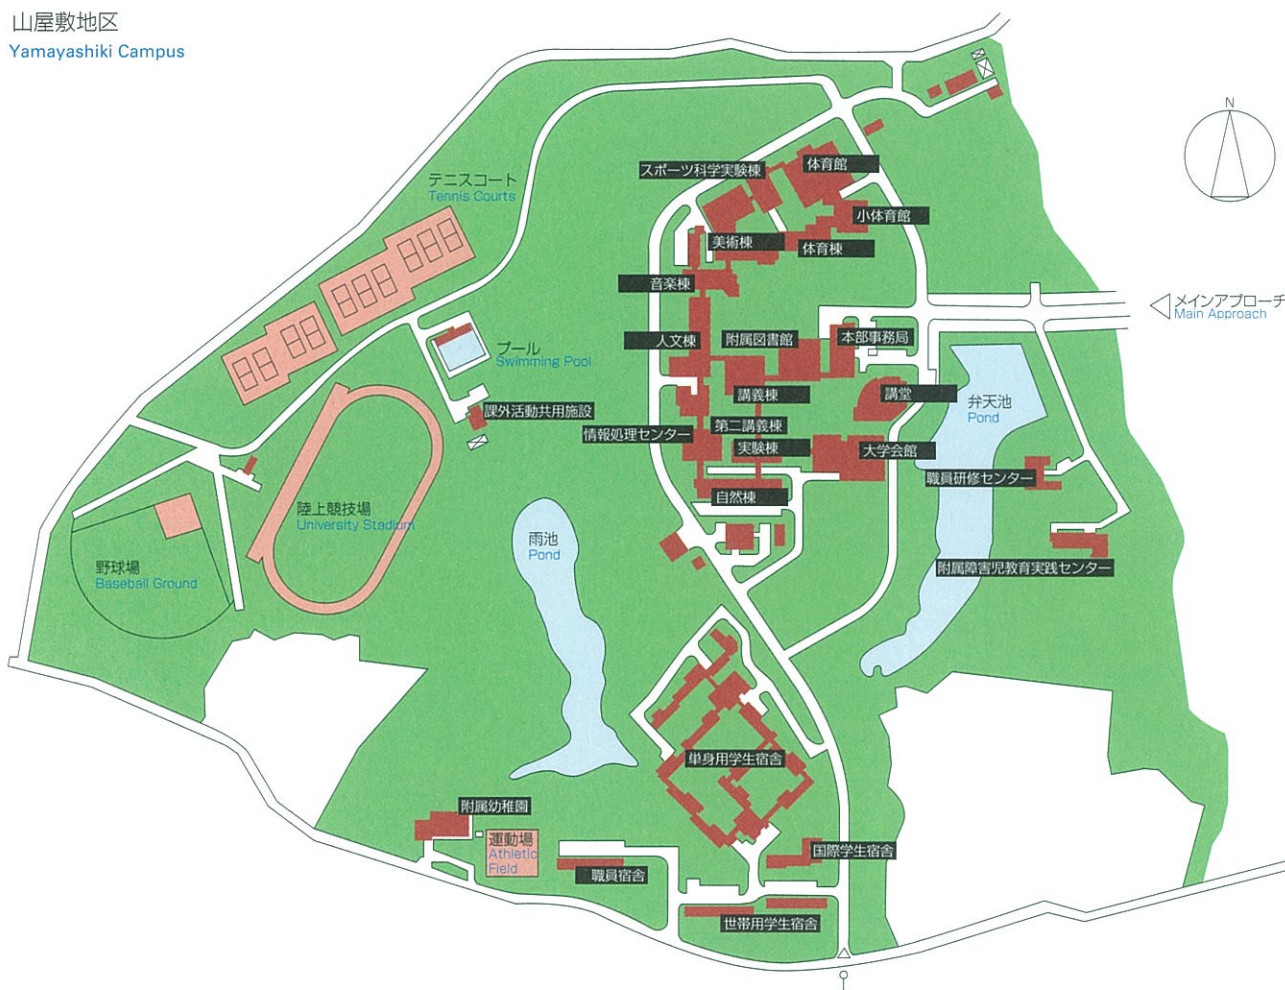 山屋敷地区
Yamayashiki Campus
N
テニスコート
Tennis Courts
スポーツ科学実験棟
体育館
小体育館
美術棟
体育棟
音楽棟
メインアプローチ
Main Approach
人文棟
附属図書館
本部事務局
プール
Swimming Pool
講義棟
講堂
弁天池
Pond
課外活動共用施設
第二講義棟
情報処理センター
実験棟
大学会館
職員研修センター
自然棟
陸上競技場
University Stadium
雨池
Pond
野球場
Baseball Ground
附属障害児教育実践センター
単身用学生宿舎
附属幼稚園
運動場
Athletic
Field
国際学生宿舎
職員宿舎
世帯用学生宿舎